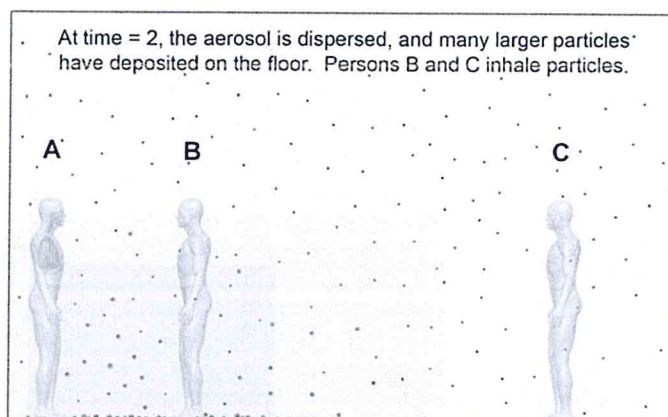 At time = 2, the aerosol is dispersed, and many larger particles
have deposited on the floor. Persons B and C inhale particles.
A B C